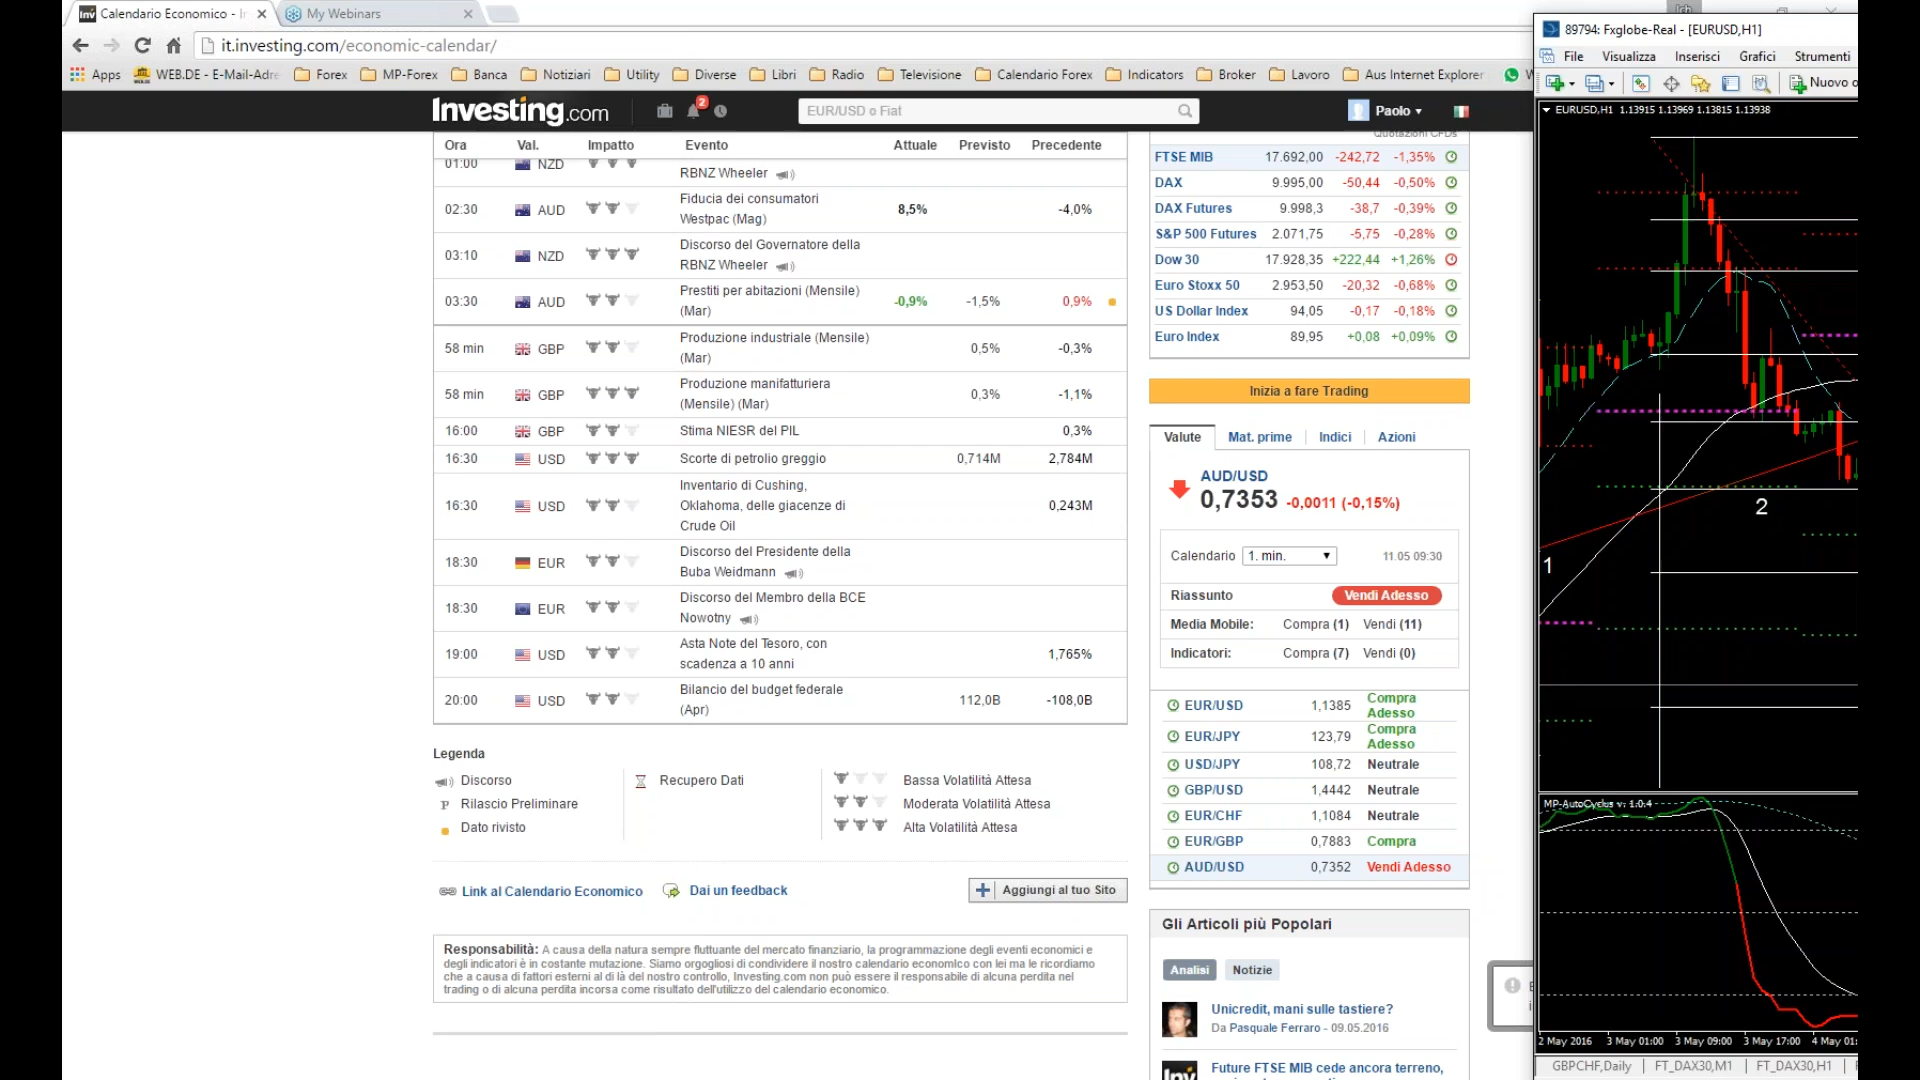 Calendario Economico - In
My Webinars
it.investing.com/economic-calendar/
Apps WEB.DE - E-Mail-Adre Forex MP-Forex Banca Notiziari Utility Diverse Libri Radio Televisione Calendario Forex Indicators Broker Lavoro Aus Internet Explorer
Investing.com
2
EUR/USD o Fiat
Paolo
Ora Val. Impatto Evento Attuale Previsto Precedente
01:00 NZD
RBNZ Wheeler
02:30 AUD Fiducia dei consumatori
Westpac (Mag) 8,5% -4,0%
03:10 NZD Discorso del Governatore della
RBNZ Wheeler
03:30 AUD Prestiti per abitazioni (Mensile)
(Mar) -0,9% -1,5% 0,9%
58 min GBP Produzione industriale (Mensile)
(Mar) 0,5% -0,3%
58 min GBP Produzione manifatturiera
(Mensile) (Mar) 0,3% -1,1%
16:00 GBP Stima NIESR del PIL 0,3%
16:30 USD Scorte di petrolio greggio 0,714M 2,784M
16:30 USD Inventario di Cushing,
Oklahoma, delle giacenze di
Crude Oil 0,243M
18:30 EUR Discorso del Presidente della
Buba Weidmann
18:30 EUR Discorso del Membro della BCE
Nowotny
19:00 USD Asta Note del Tesoro, con
scadenza a 10 anni 1,765%
20:00 USD Bilancio del budget federale
(Apr) 112,0B -108,0B
Legenda
Discorso
Rilascio Preliminare
Dato rivisto
Recupero Dati
Bassa Volatilità Attesa
Moderata Volatilità Attesa
Alta Volatilità Attesa
Link al Calendario Economico
Dai un feedback
Aggiungi al tuo Sito
Responsabilità: A causa della natura sempre fluttuante del mercato finanziario, la programmazione degli eventi economici e
degli indicatori è in costante mutazione. Siamo orgogliosi di condividere il nostro calendario economico con lei ma le ricordiamo
che a causa di fattori esterni al di là del nostro controllo, Investing.com non può essere il responsabile di alcuna perdita nel
trading o di alcuna perdita incorsa come risultato dell'utilizzo del calendario economico.
Quotazioni CFDs
FTSE MIB 17.692,00 -242,72 -1,35%
DAX 9.995,00 -50,44 -0,50%
DAX Futures 9.998,3 -38,7 -0,39%
S&P 500 Futures 2.071,75 -5,75 -0,28%
Dow 30 17.928,35 +222,44 +1,26%
Euro Stoxx 50 2.953,50 -20,32 -0,68%
US Dollar Index 94,05 -0,17 -0,18%
Euro Index 89,95 +0,08 +0,09%
Inizia a fare Trading
Valute Mat. prime Indici Azioni
AUD/USD
0,7353 -0,0011 (-0,15%)
Calendario 1. min. 11.05 09:30
Riassunto Vendi Adesso
Media Mobile: Compra (1) Vendi (11)
Indicatori: Compra (7) Vendi (0)
EUR/USD 1,1385 Compra
Adesso
EUR/JPY 123,79 Compra
Adesso
USD/JPY 108,72 Neutrale
GBP/USD 1,4442 Neutrale
EUR/CHF 1,1084 Neutrale
EUR/GBP 0,7883 Compra
AUD/USD 0,7352 Vendi Adesso
Gli Articoli più Popolari
Analisi Notizie
Unicredit, mani sulle tastiere?
Da Pasquale Ferraro - 09.05.2016
Inv
Future FTSE MIB cede ancora terreno,
89794: Fxglobe-Real - [EURUSD,H1]
File Visualizza Inserisci Grafici Strumenti
Nuovo o
EURUSD,H1 1.13915 1.13969 1.13815 1.13938
2
1
MP-AutoCyclus v: 1.0.4
2 May 2016 3 May 01:00 3 May 09:00 3 May 17:00 4 May 01:
GBPCHF,Daily FT_DAX30,M1 FT_DAX30,H1